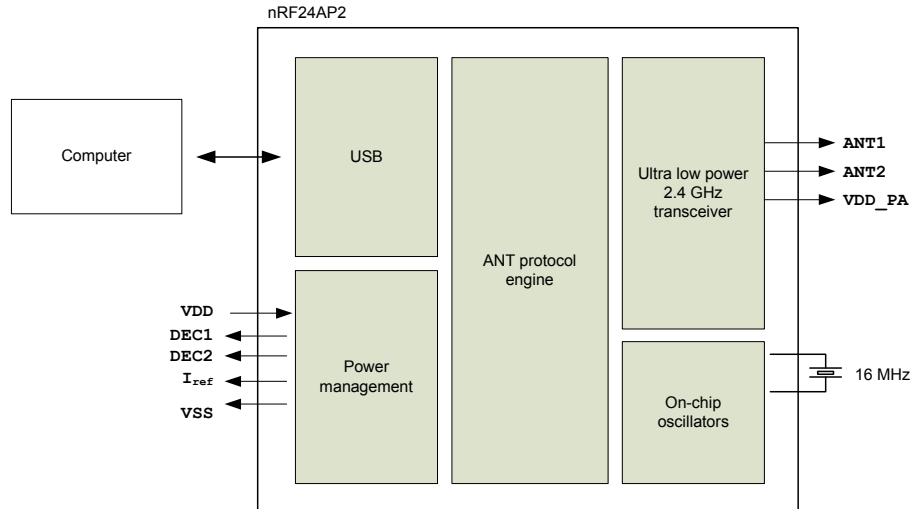 nRF24AP2
Computer
USB
ANT protocol
engine
Ultra low power
2.4 GHz
transceiver
ANT1
ANT2
VDD_PA
VDD
DEC1
DEC2
Iref
VSS
Power
management
On-chip
oscillators
16 MHz